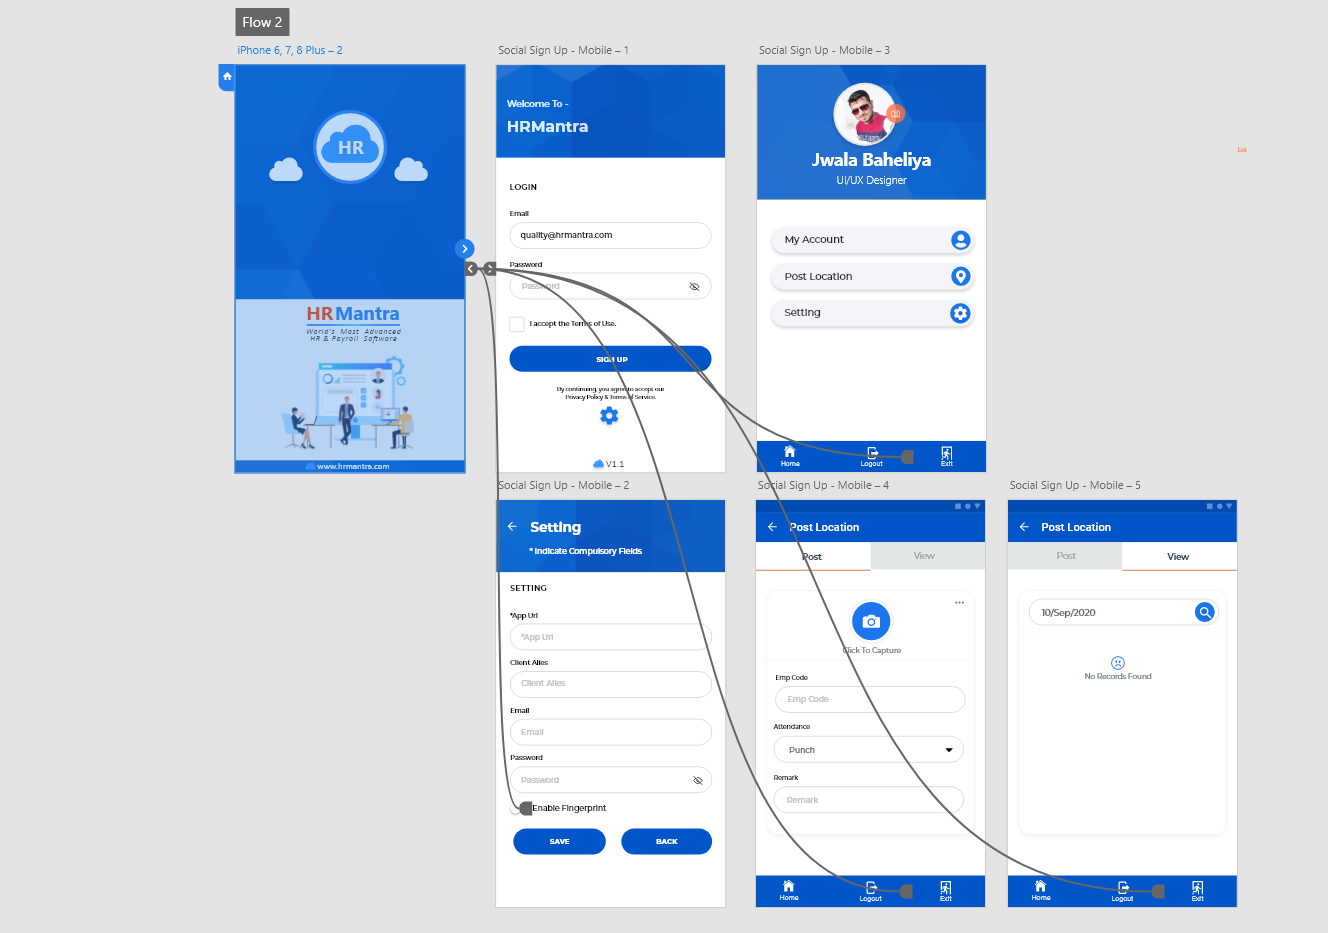 Flow 2
iPhone 6, 7, 8 Plus – 2
HR
HRMantra
World's Most Advanced
HR & Payroll Software
www.hrmantra.com
Social Sign Up - Mobile – 1
Welcome To -
HRMantra
LOGIN
Email
quality@hrmantra.com
Password
Password
I accept the Terms of Use.
SIGN UP
By continuing, you agree to accept our
Privacy Policy & Terms of Service.
V1.1
Social Sign Up - Mobile – 3
Jwala Baheliya
UI/UX Designer
My Account
Post Location
Setting
Home
Logout
Exit
Edit
Social Sign Up - Mobile – 2
Setting
* Indicate Compulsory Fields
SETTING
*App Url
*App Url
Client Alies
Client Alies
Email
Email
Password
Password
Enable Fingerprint
SAVE
BACK
Social Sign Up - Mobile – 4
Post Location
Post
View
Click To Capture
Emp Code
Emp Code
Attendance
Punch
Remark
Remark
Home
Logout
Exit
Social Sign Up - Mobile – 5
Post Location
Post
View
10/Sep/2020
No Records Found
Home
Logout
Exit